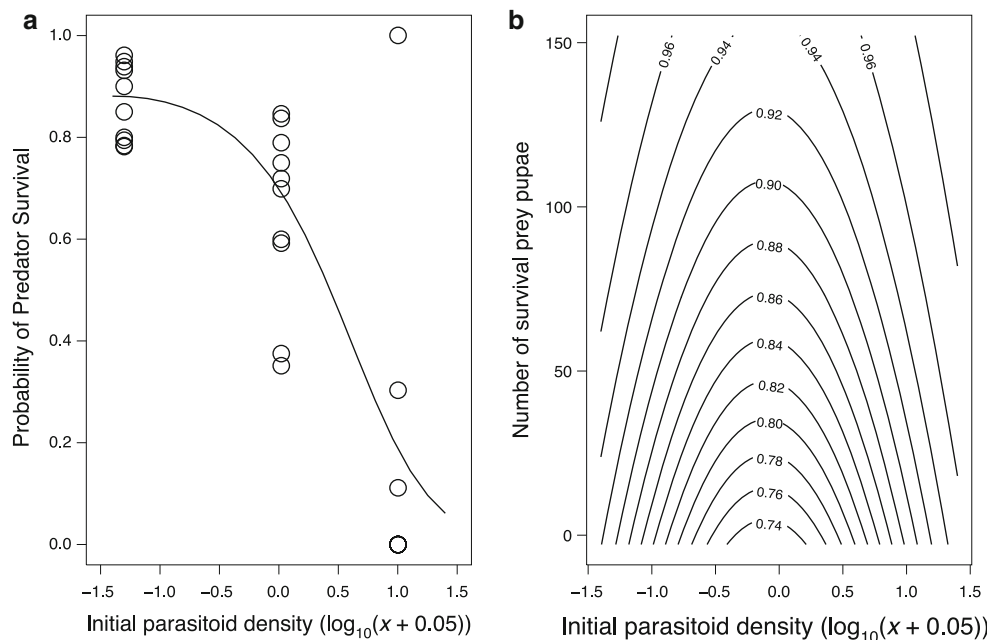 a
Probability of Predator Survival
1.0
0.8
0.6
0.4
0.2
0.0
−1.5 −1.0 −0.5 0.0 0.5 1.0 1.5
Initial parasitoid density (log₁₀(x + 0.05))
b
Number of survival prey pupae
150
100
50
0
0.96 0.94 0.94 0.96
0.92
0.90
0.88
0.86
0.84
0.82
0.80
0.78
0.76
0.74
−1.5 −1.0 −0.5 0.0 0.5 1.0 1.5
Initial parasitoid density (log₁₀(x + 0.05))